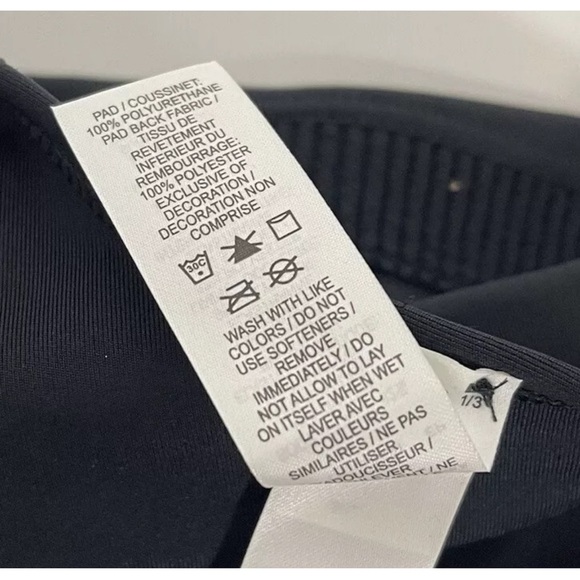 PAD / COUSSINET:
100% POLYURETHANE
PAD BACK FABRIC /
TISSU DE
REVETEMENT
INFERIEUR DU
REMBOURRAGE:
100% POLYESTER
EXCLUSIVE OF
DECORATION /
DECORATION NON
COMPRISE
30C
WASH WITH LIKE
COLORS / DO NOT
USE SOFTENERS /
REMOVE
IMMEDIATELY / DO
NOT ALLOW TO LAY
ON ITSELF WHEN WET
LAVER AVEC
COULEURS
SIMILAIRES / NE PAS
UTILISER
1/3